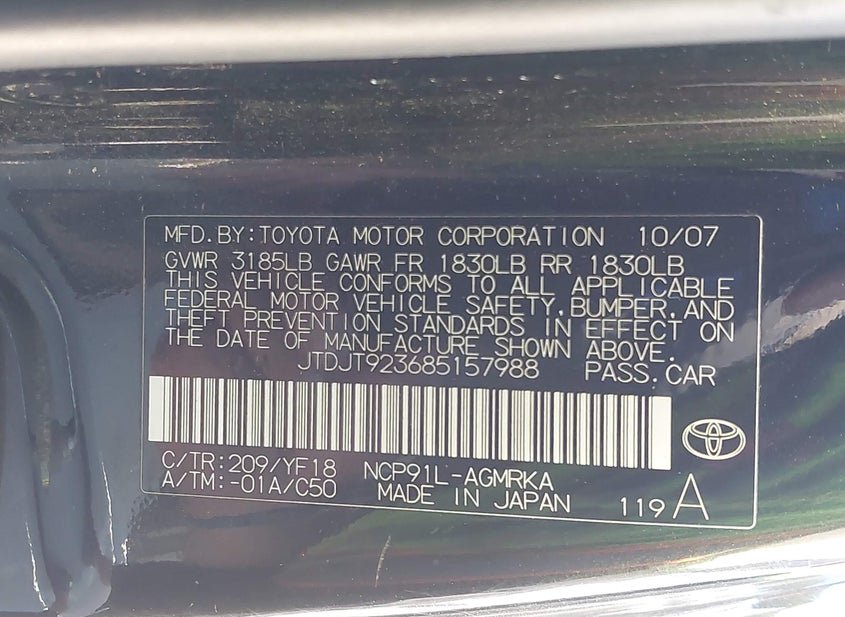 MFD.BY:TOYOTA MOTOR CORPORATION 10/07
GVWR 3185LB GAWR FR 1830LB RR 1830LB
THIS VEHICLE CONFORMS TO ALL APPLICABLE
FEDERAL MOTOR VEHICLE SAFETY,BUMPER,AND
THEFT PREVENTION STANDARDS IN EFFECT ON
THE DATE OF MANUFACTURE SHOWN ABOVE.
JTDJT923685157988 PASS.CAR
C/TR:209/YF18 NCP91L-AGMRKA
A/TM:-01A/C50 MADE IN JAPAN 119 A